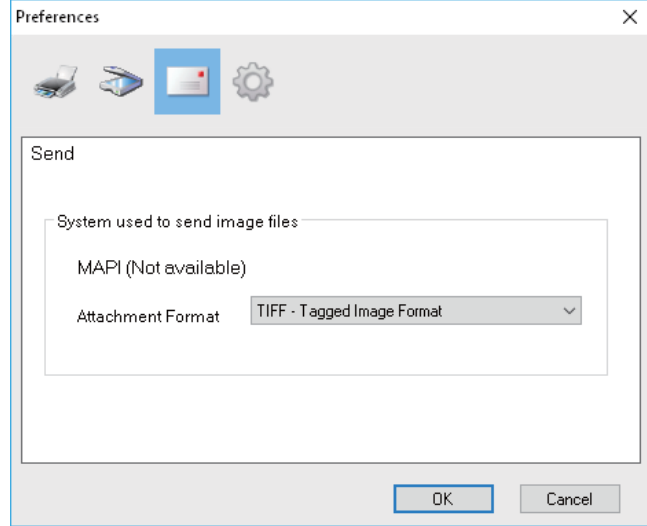 Preferences
Send
System used to send image files
MAPI (Not available)
Attachment Format TIFF - Tagged Image Format
OK Cancel